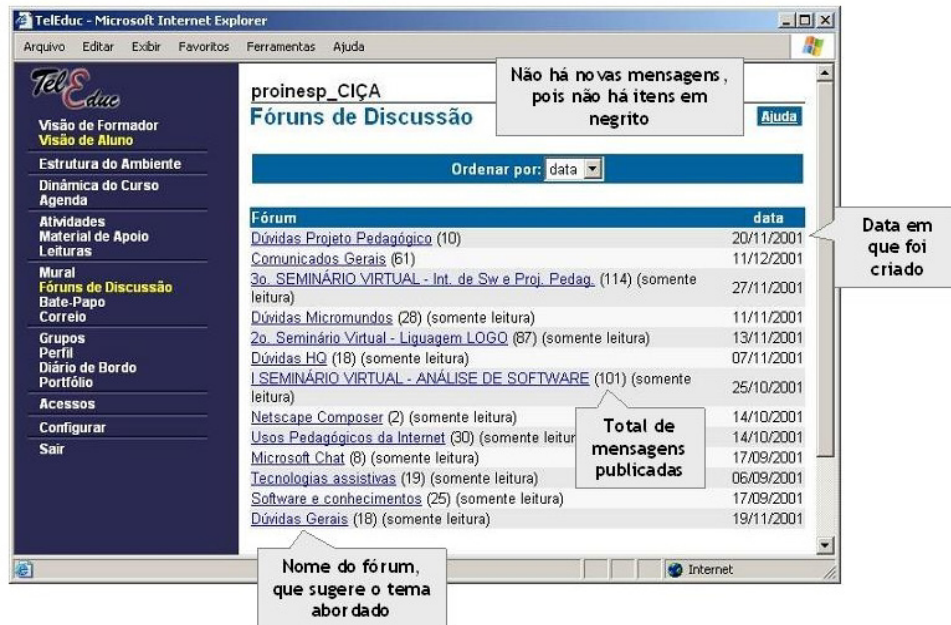 TelEduc - Microsoft Internet Explorer
Arquivo Editar Exibir Favoritos Ferramentas Ajuda
TelEduc
Visão de Formador
Visão de Aluno
Estrutura do Ambiente
Dinâmica do Curso
Agenda
Atividades
Material de Apoio
Leituras
Mural
Fóruns de Discussão
Bate-Papo
Correio
Grupos
Perfil
Diário de Bordo
Portfólio
Acessos
Configurar
Sair
proinesp_CIÇA
Fóruns de Discussão
Não há novas mensagens,
pois não há itens em
negrito
Ajuda
Ordenar por: data
Fórum data
Dúvidas Projeto Pedagógico (10) 20/11/2001
Comunicados Gerais (61) 11/12/2001
3o. SEMINÁRIO VIRTUAL - Int. de Sw e Proj. Pedag. (114) (somente
leitura) 27/11/2001
Dúvidas Micromundos (28) (somente leitura) 11/11/2001
2o. Seminário Virtual - Liguagem LOGO (87) (somente leitura) 13/11/2001
Dúvidas HQ (18) (somente leitura) 07/11/2001
I SEMINÁRIO VIRTUAL - ANÁLISE DE SOFTWARE (101) (somente
leitura) 25/10/2001
Netscape Composer (2) (somente leitura) 14/10/2001
Usos Pedagógicos da Internet (30) (somente leitur 14/10/2001
Microsoft Chat (8) (somente leitura) 17/09/2001
Tecnologias assistivas (19) (somente leitura) 06/09/2001
Software e conhecimentos (25) (somente leitura) 17/09/2001
Dúvidas Gerais (18) (somente leitura) 19/11/2001
Data em
que foi
criado
Total de
mensagens
publicadas
Nome do fórum,
que sugere o tema
abordado
Internet